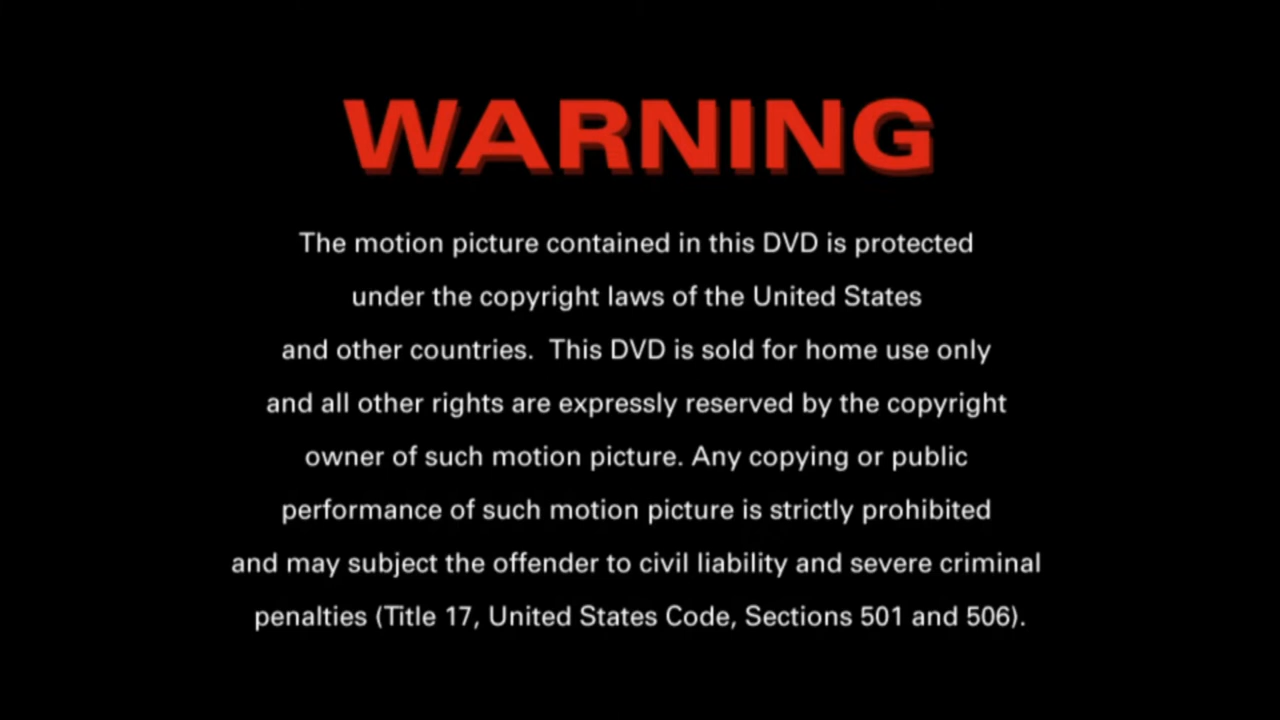 WARNING
The motion picture contained in this DVD is protected
under the copyright laws of the United States
and other countries.  This DVD is sold for home use only
and all other rights are expressly reserved by the copyright
owner of such motion picture. Any copying or public
performance of such motion picture is strictly prohibited
and may subject the offender to civil liability and severe criminal
penalties (Title 17, United States Code, Sections 501 and 506).